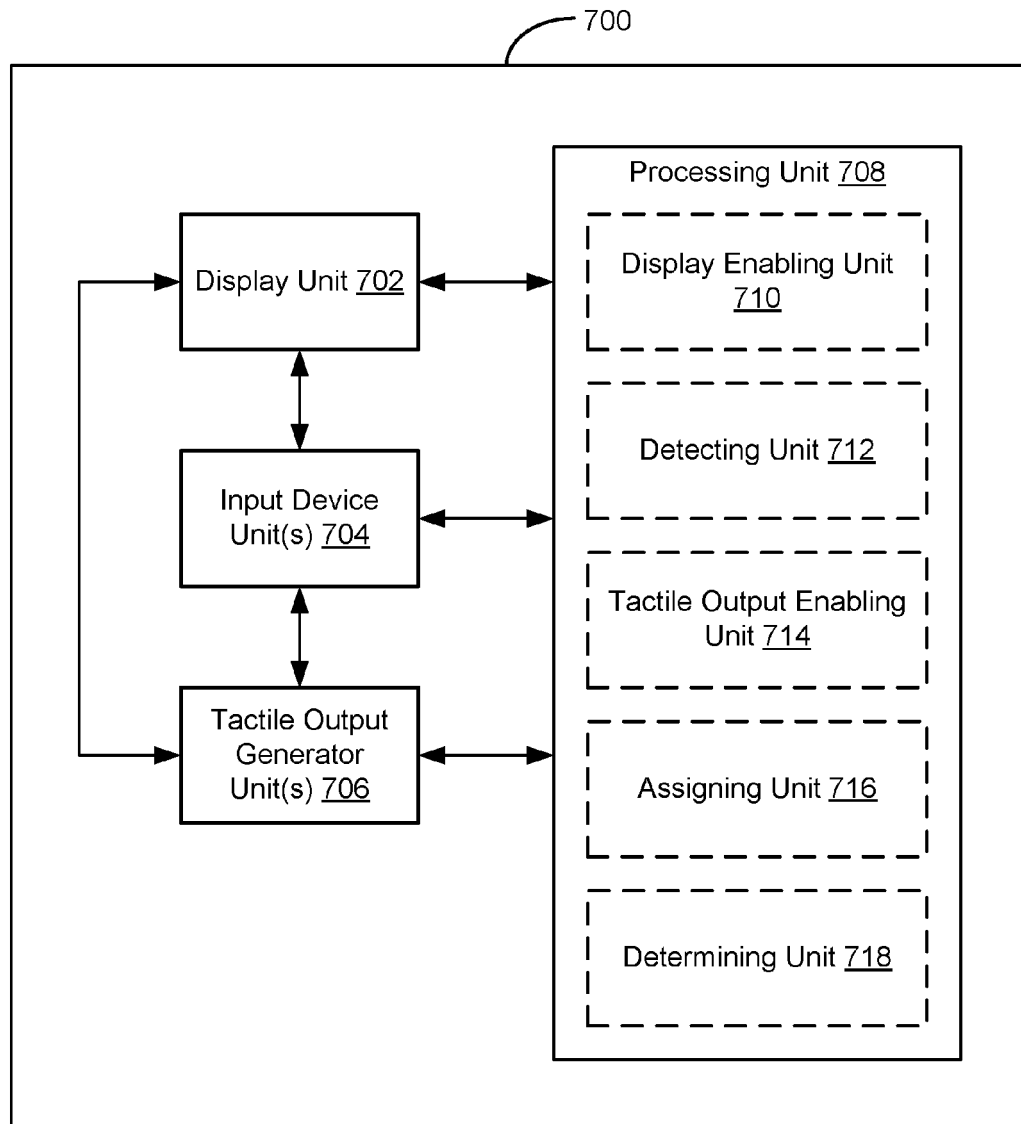 700
Processing Unit 708
Display Enabling Unit
710
Display Unit 702
Detecting Unit 712
Input Device
Unit(s) 704
Tactile Output Enabling
Unit 714
Tactile Output
Generator
Unit(s) 706
Assigning Unit 716
Determining Unit 718